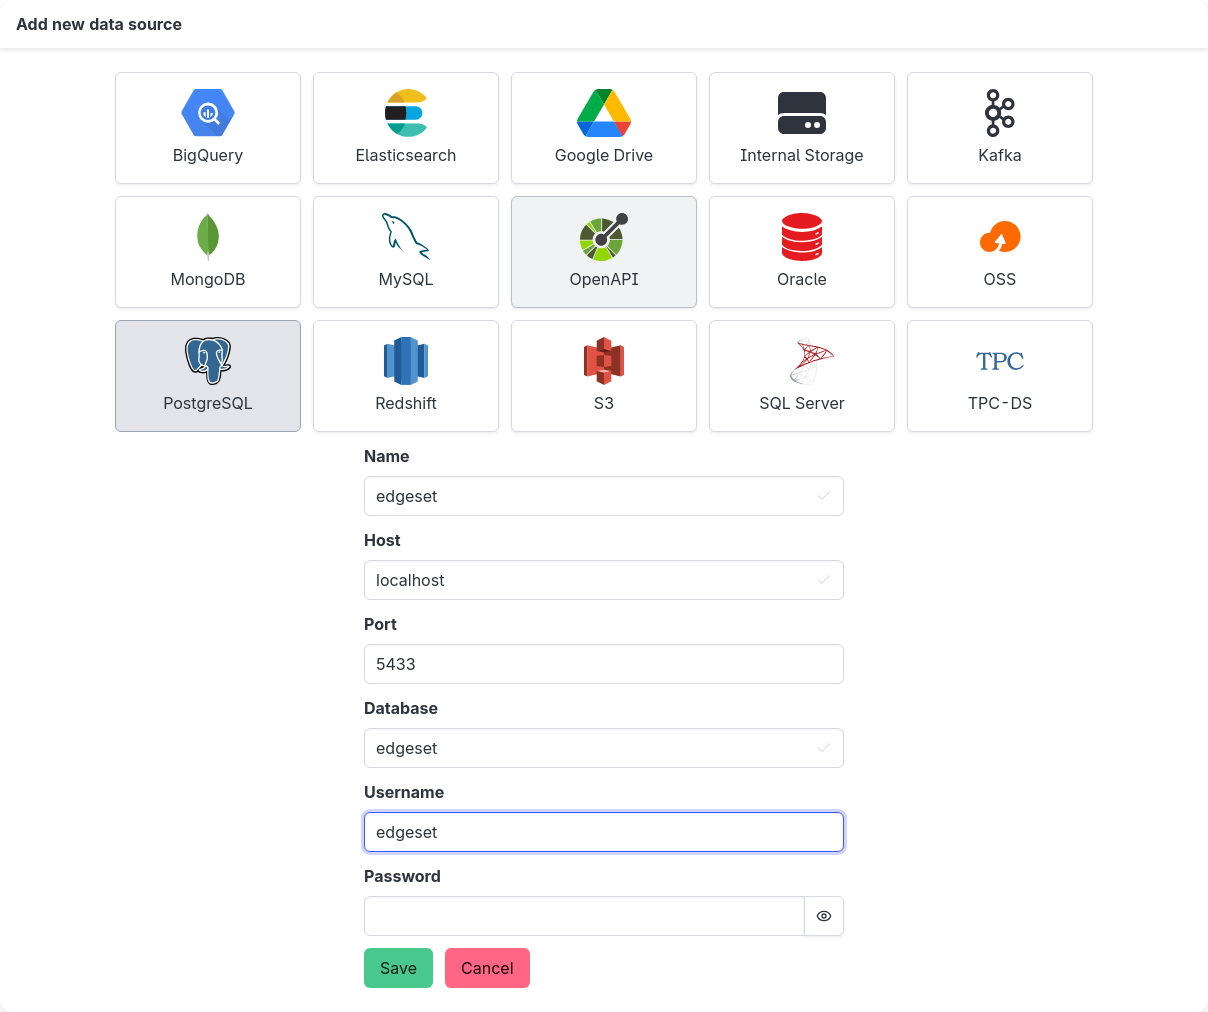 Add new data source
BigQuery
Elasticsearch
Google Drive
Internal Storage
Kafka
MongoDB
MySQL
OpenAPI
Oracle
OSS
PostgreSQL
Redshift
S3
SQL Server
TPC
TPC-DS
Name
edgeset
Host
localhost
Port
5433
Database
edgeset
Username
edgeset
Password
Save
Cancel